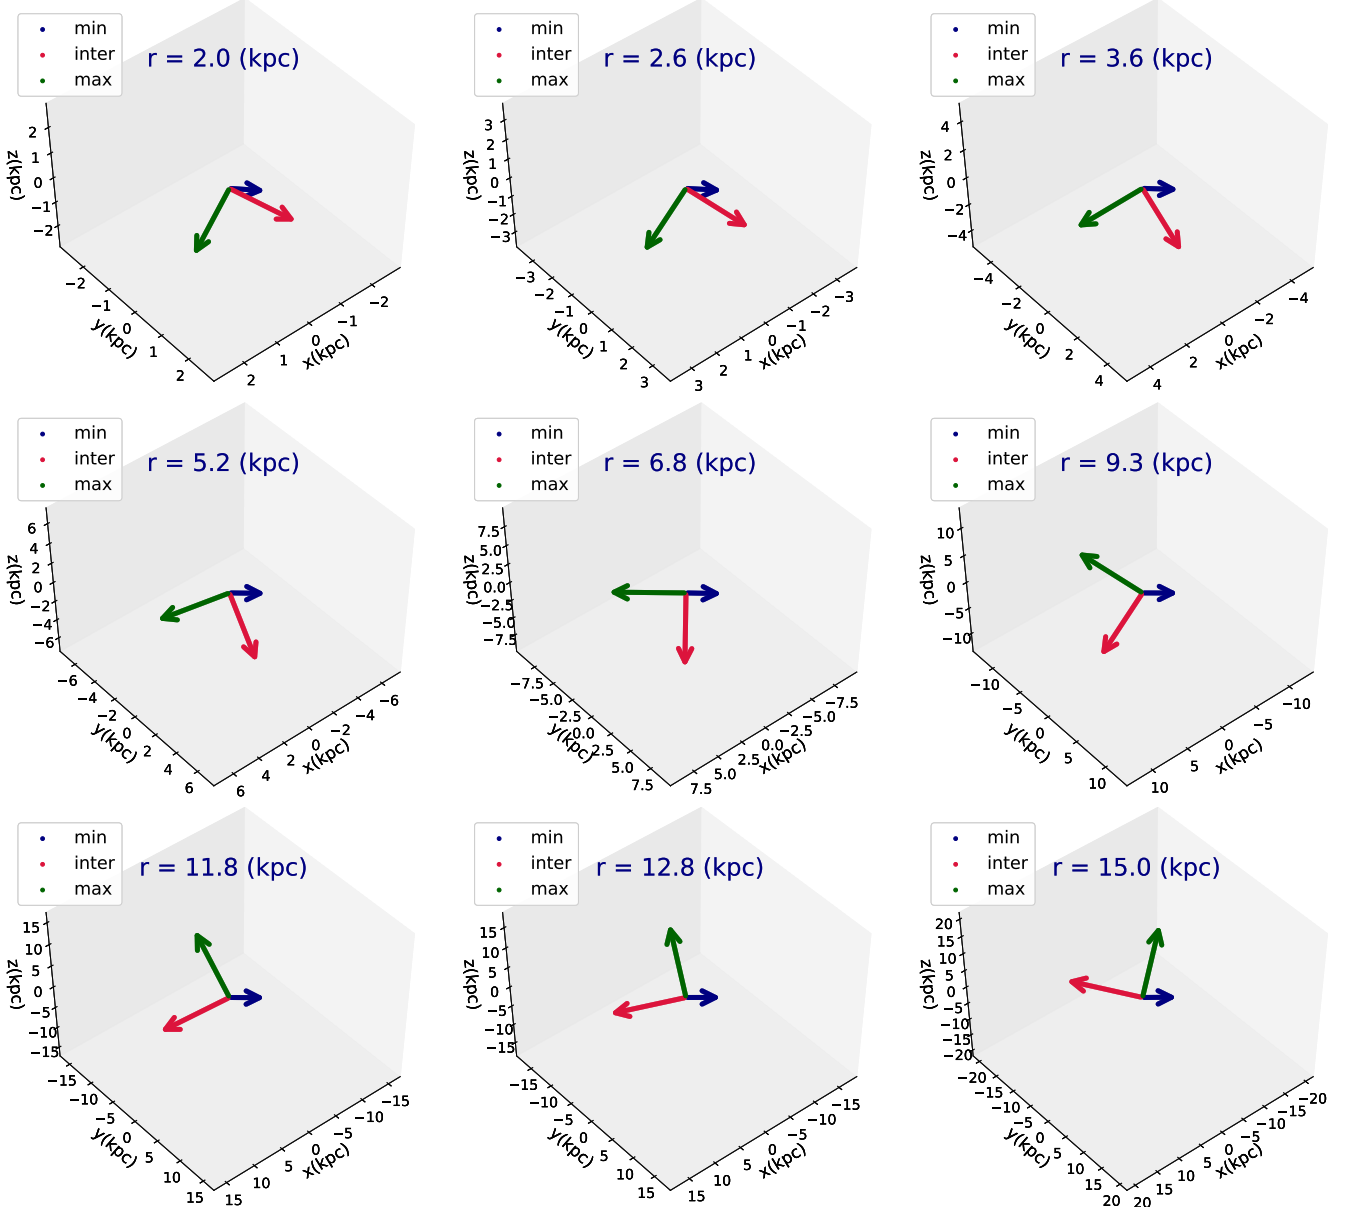 min
inter
max
r = 2.0 (kpc)
z(kpc)
2
1
0
−1
−2
y(kpc)
−2
−1
0
1
2
x(kpc)
2
1
0
−1
−2
min
inter
max
r = 2.6 (kpc)
z(kpc)
3
2
1
0
−1
−2
−3
y(kpc)
−3
−2
−1
0
1
2
3
x(kpc)
3
2
1
0
−1
−2
−3
min
inter
max
r = 3.6 (kpc)
z(kpc)
4
2
0
−2
−4
y(kpc)
−4
−2
0
2
4
x(kpc)
4
2
0
−2
−4
min
inter
max
r = 5.2 (kpc)
z(kpc)
6
4
2
0
−2
−4
−6
y(kpc)
−6
−4
−2
0
2
4
6
x(kpc)
6
4
2
0
−2
−4
−6
min
inter
max
r = 6.8 (kpc)
z(kpc)
7.5
5.0
2.5
0.0
−2.5
−5.0
−7.5
y(kpc)
−7.5
−5.0
−2.5
0.0
2.5
5.0
7.5
x(kpc)
7.5
5.0
2.5
0.0
−2.5
−5.0
−7.5
min
inter
max
r = 9.3 (kpc)
z(kpc)
10
5
0
−5
−10
y(kpc)
−10
−5
0
5
10
x(kpc)
10
5
0
−5
−10
min
inter
max
r = 11.8 (kpc)
z(kpc)
15
10
5
0
−5
−10
−15
y(kpc)
−15
−10
−5
0
5
10
15
x(kpc)
15
10
5
0
−5
−10
−15
min
inter
max
r = 12.8 (kpc)
z(kpc)
15
10
5
0
−5
−10
−15
y(kpc)
−15
−10
−5
0
5
10
15
x(kpc)
15
10
5
0
−5
−10
−15
min
inter
max
r = 15.0 (kpc)
z(kpc)
20
15
10
5
0
−5
−10
−15
−20
y(kpc)
−20
−15
−10
−5
0
5
10
15
20
x(kpc)
20
15
10
5
0
−5
−10
−15
−20